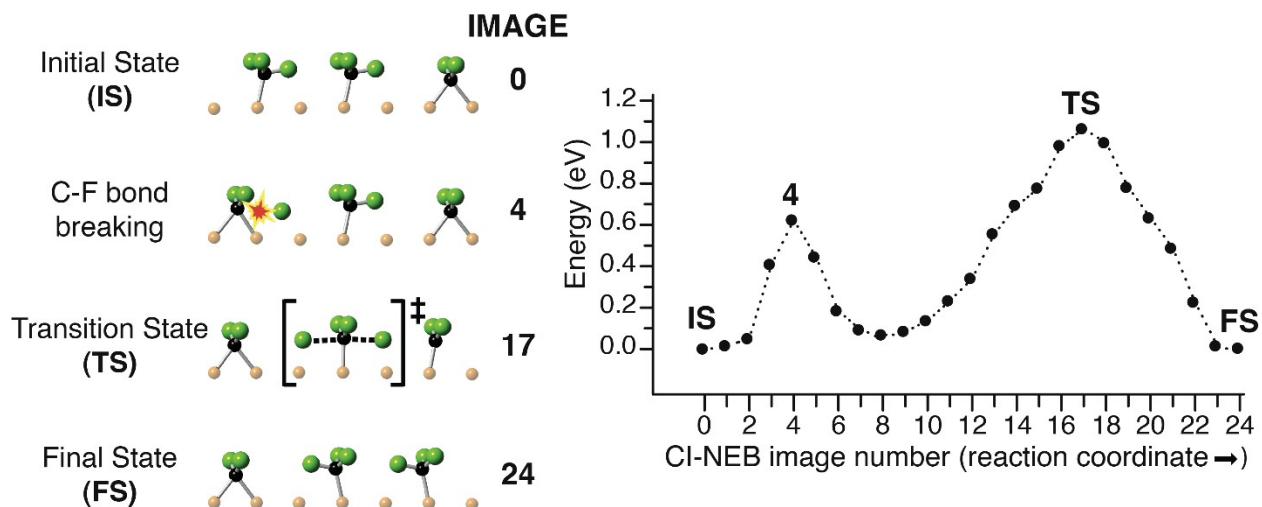 IMAGE
Initial State
(IS)
0
C-F bond
breaking
4
Transition State
(TS)
‡
17
Final State
(FS)
24
Energy (eV)
1.2
1.0
0.8
0.6
0.4
0.2
0.0
IS
4
TS
FS
0 2 4 6 8 10 12 14 16 18 20 22 24
CI-NEB image number (reaction coordinate ➞)